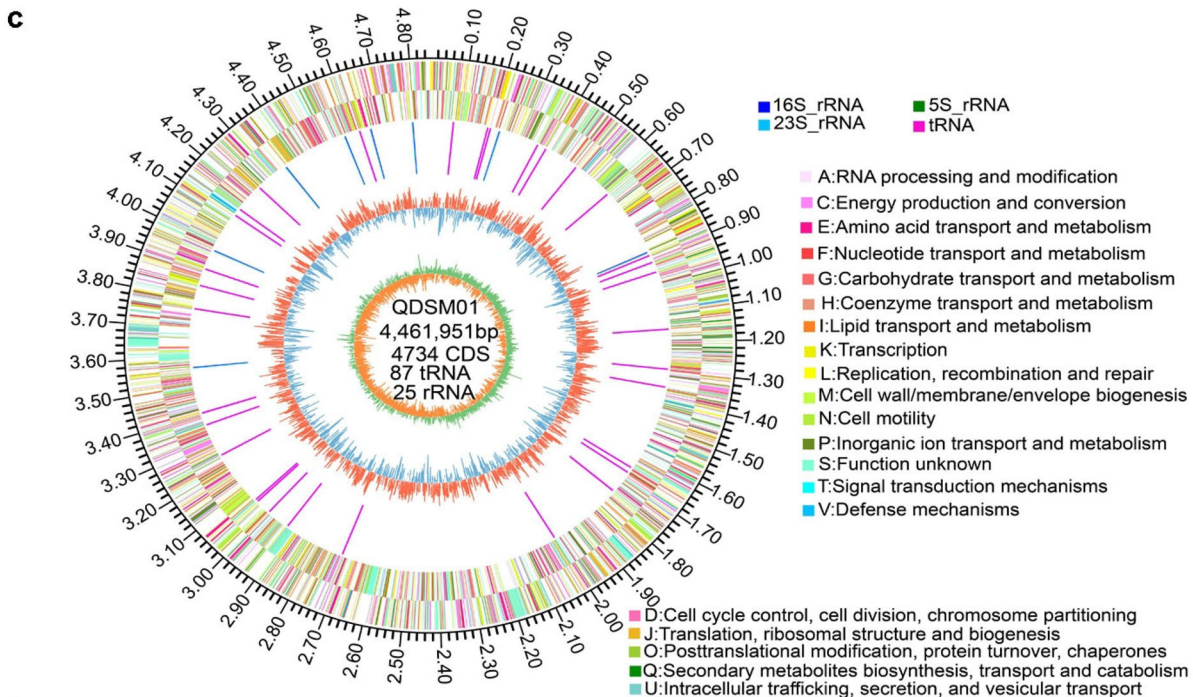 c
0.10
0.20
0.30
0.40
0.50
0.60
0.70
0.80
0.90
1.00
1.10
1.20
1.30
1.40
1.50
1.60
1.70
1.80
1.90
2.00
2.10
2.20
2.30
2.40
2.50
2.60
2.70
2.80
2.90
3.00
3.10
3.20
3.30
3.40
3.50
3.60
3.70
3.80
3.90
4.00
4.10
4.20
4.30
4.40
4.50
4.60
4.70
4.80
QDSM01
4,461,951bp
4734 CDS
87 tRNA
25 rRNA
16S_rRNA
5S_rRNA
23S_rRNA
tRNA
A:RNA processing and modification
C:Energy production and conversion
E:Amino acid transport and metabolism
F:Nucleotide transport and metabolism
G:Carbohydrate transport and metabolism
H:Coenzyme transport and metabolism
I:Lipid transport and metabolism
K:Transcription
L:Replication, recombination and repair
M:Cell wall/membrane/envelope biogenesis
N:Cell motility
P:Inorganic ion transport and metabolism
S:Function unknown
T:Signal transduction mechanisms
V:Defense mechanisms
D:Cell cycle control, cell division, chromosome partitioning
J:Translation, ribosomal structure and biogenesis
O:Posttranslational modification, protein turnover, chaperones
Q:Secondary metabolites biosynthesis, transport and catabolism
U:Intracellular trafficking, secretion, and vesicular transport